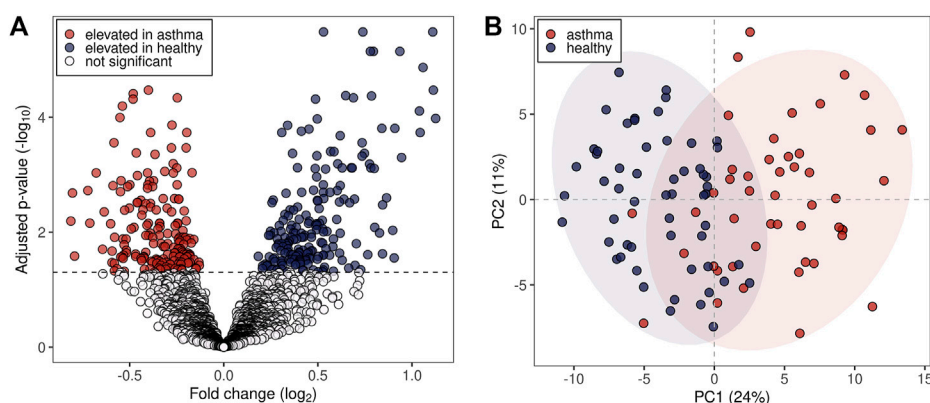 A
elevated in asthma
elevated in healthy
not significant
Adjusted p-value (-log10)
4
2
0
-0.5
0.0
0.5
1.0
Fold change (log2)
B
asthma
healthy
PC2 (11%)
10
5
0
-5
-10
-5
0
5
10
15
PC1 (24%)